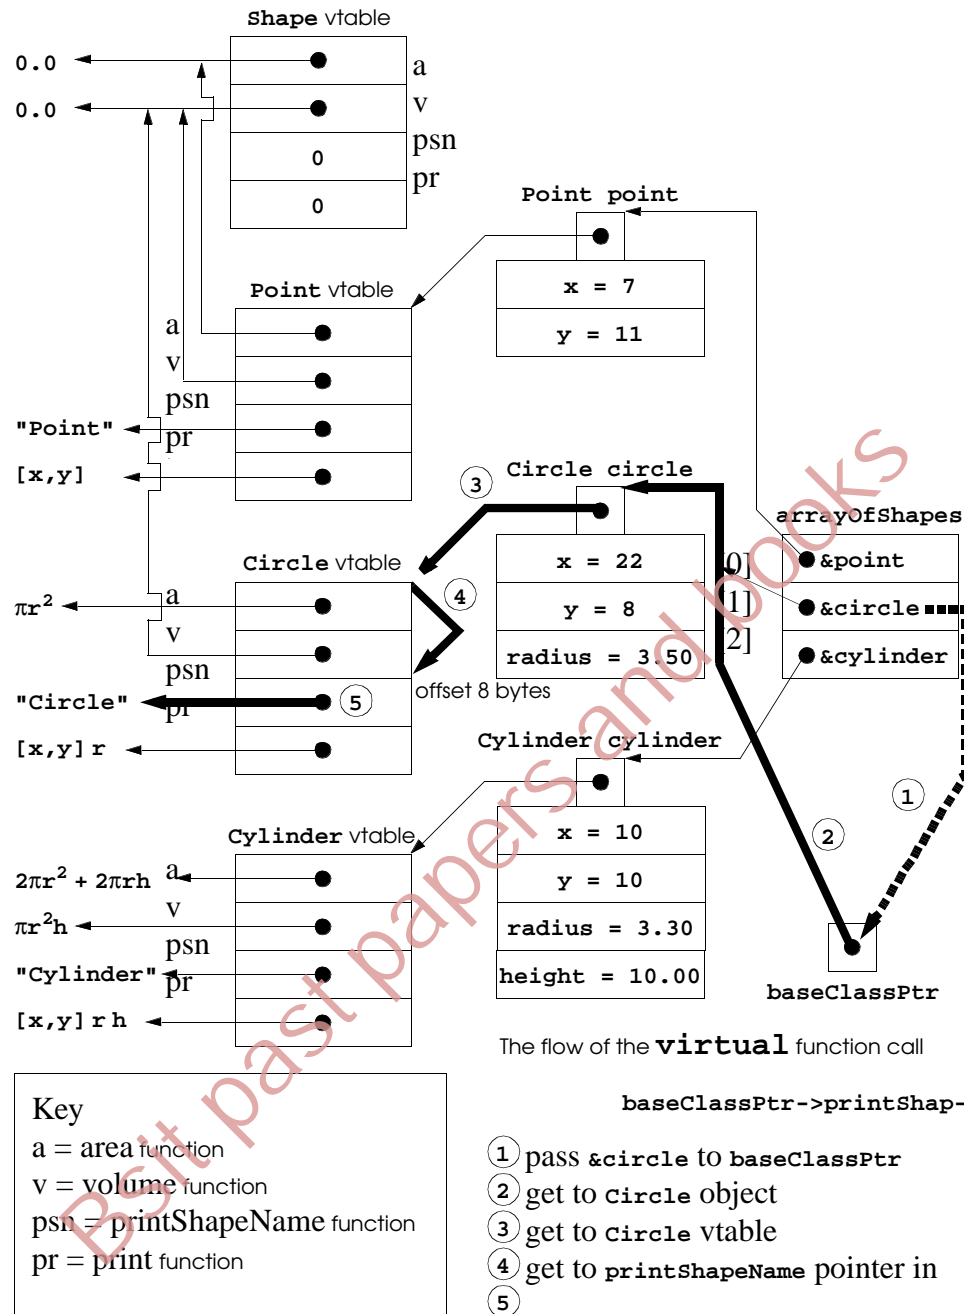 Shape vtable
0.0
a
0.0
v
0
psn
0
pr
Point point
x = 7
y = 11
Point vtable
a
v
psn
"Point"
pr
[x,y]
Circle circle
3
arrayOfShapes
x = 22
[0]
&point
y = 8
[1]
&circle
radius = 3.50
[2]
&cylinder
Circle vtable
4
πr²
a
v
psn
offset 8 bytes
"Circle"
pr
5
[x,y] r
Cylinder cylinder
1
2
x = 10
y = 10
radius = 3.30
height = 10.00
Cylinder vtable
2πr² + 2πrh
a
v
πr²h
psn
"Cylinder"
pr
[x,y] r h
baseClassPtr
The flow of the virtual function call
baseClassPtr->printShap-
Key
a = area function
v = volume function
psn = printShapeName function
pr = print function
1 pass &circle to baseClassPtr
2 get to Circle object
3 get to Circle vtable
4 get to printShapeName pointer in
5
Bsit past papers and books